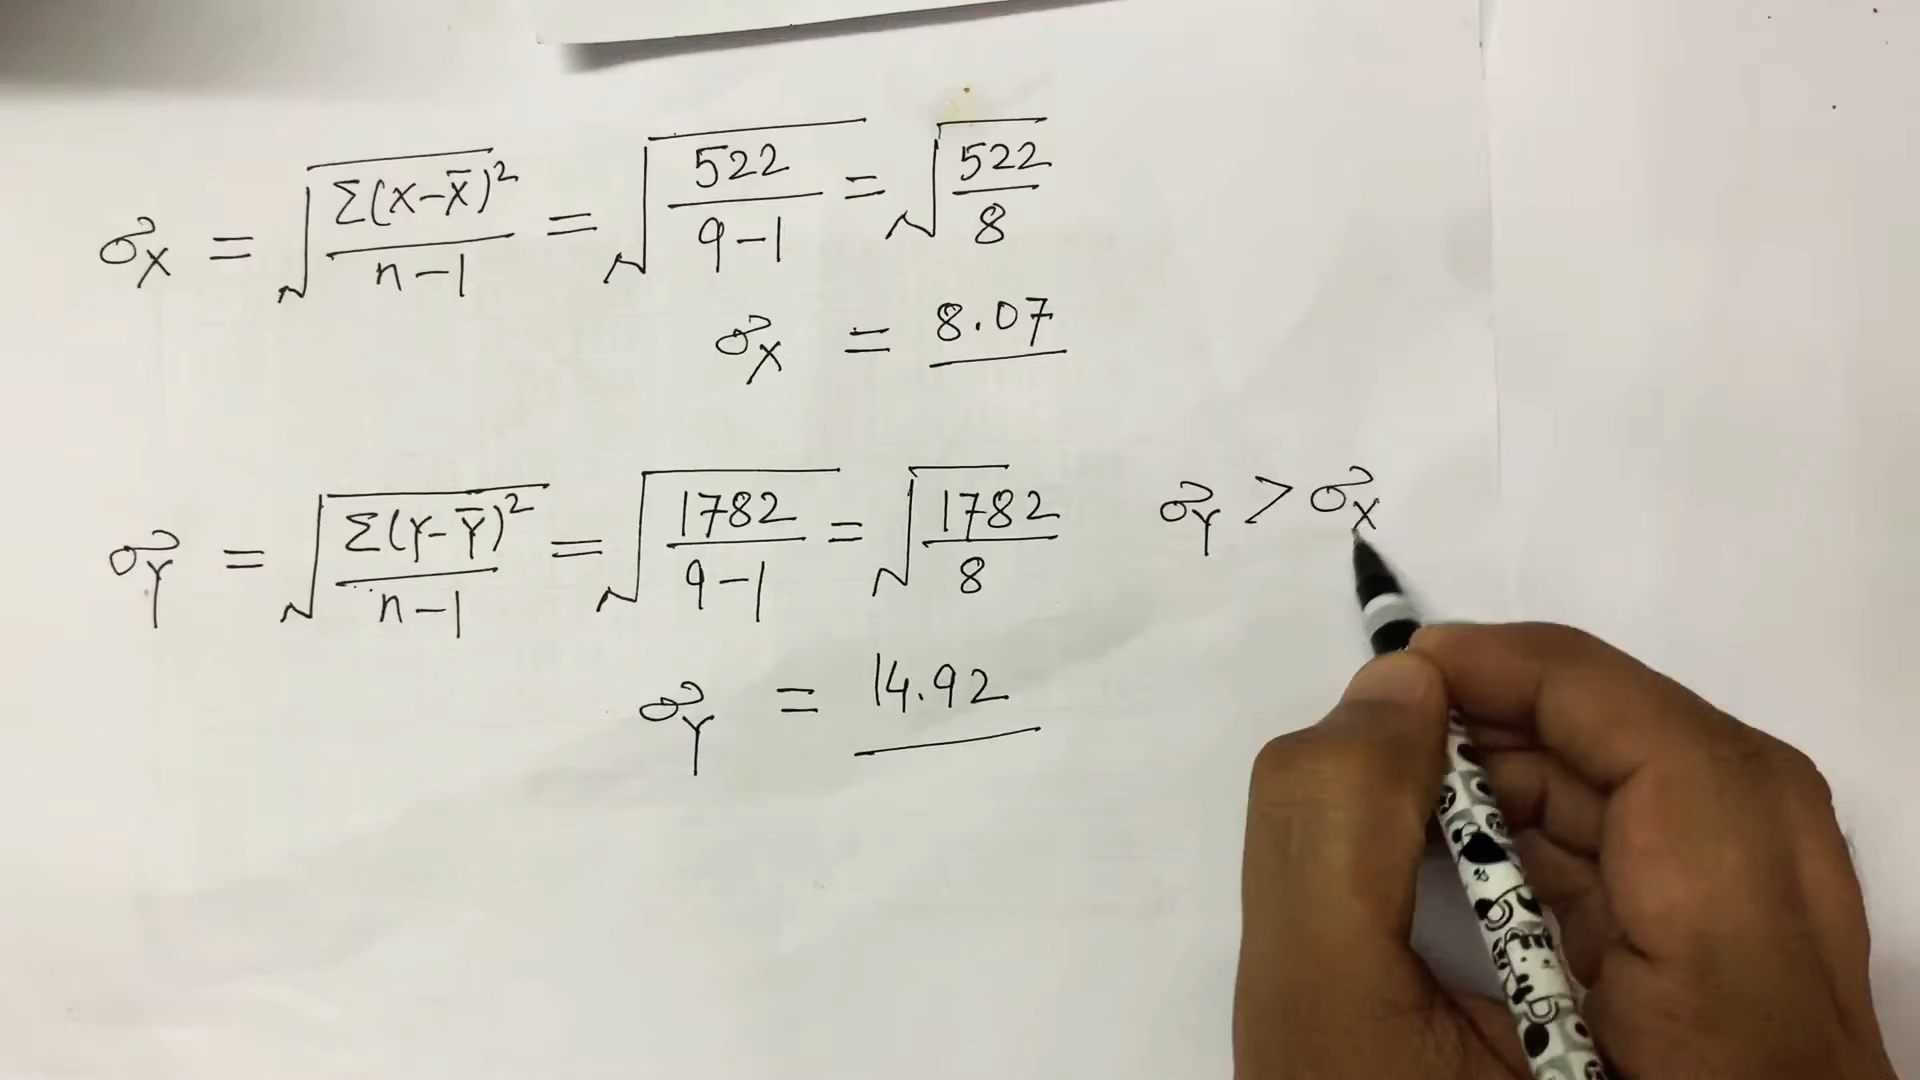 σX = √(Σ(X-X̄)²/(n-1)) = √(522/(9-1)) = √(522/8)
σX = 8.07
σY = √(Σ(Y-Ȳ)²/(n-1)) = √(1782/(9-1)) = √(1782/8)
σY > σX
σY = 14.92